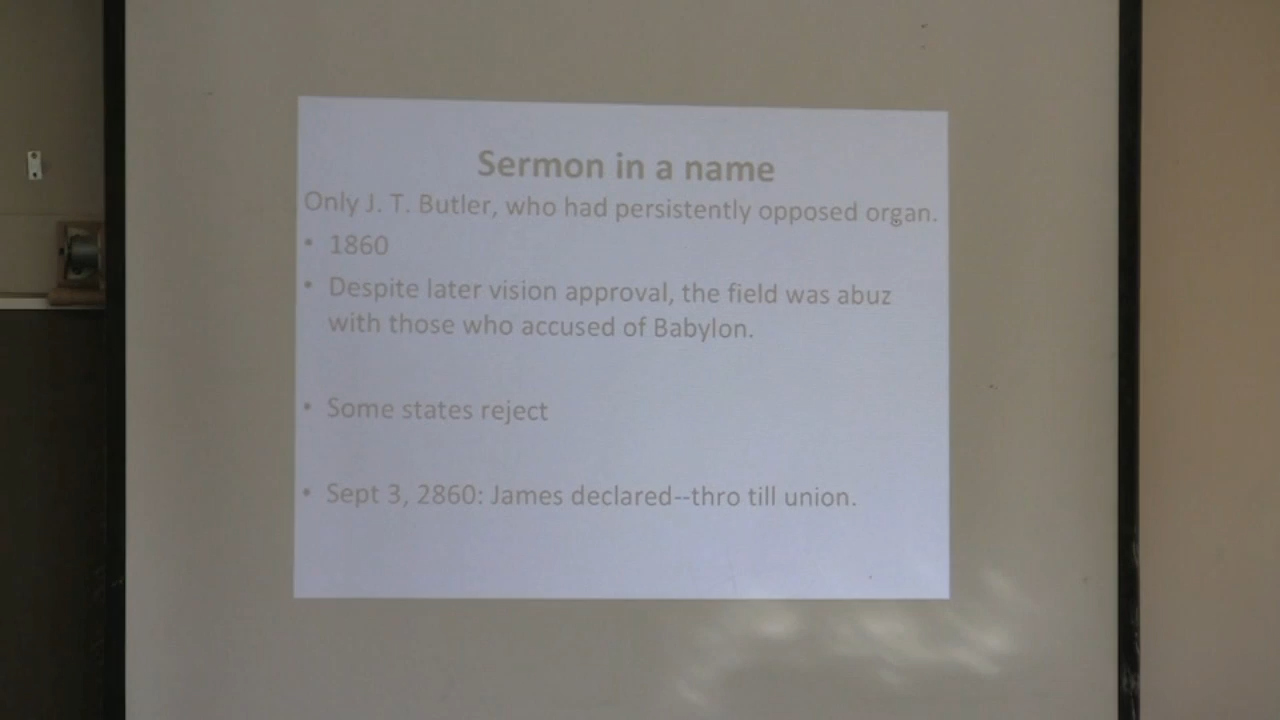 Sermon in a name
Only J. T. Butler, who had persistently opposed organ.
• 1860
• Despite later vision approval, the field was abuz
with those who accused of Babylon.
• Some states reject
• Sept 3, 2860: James declared--thro till union.